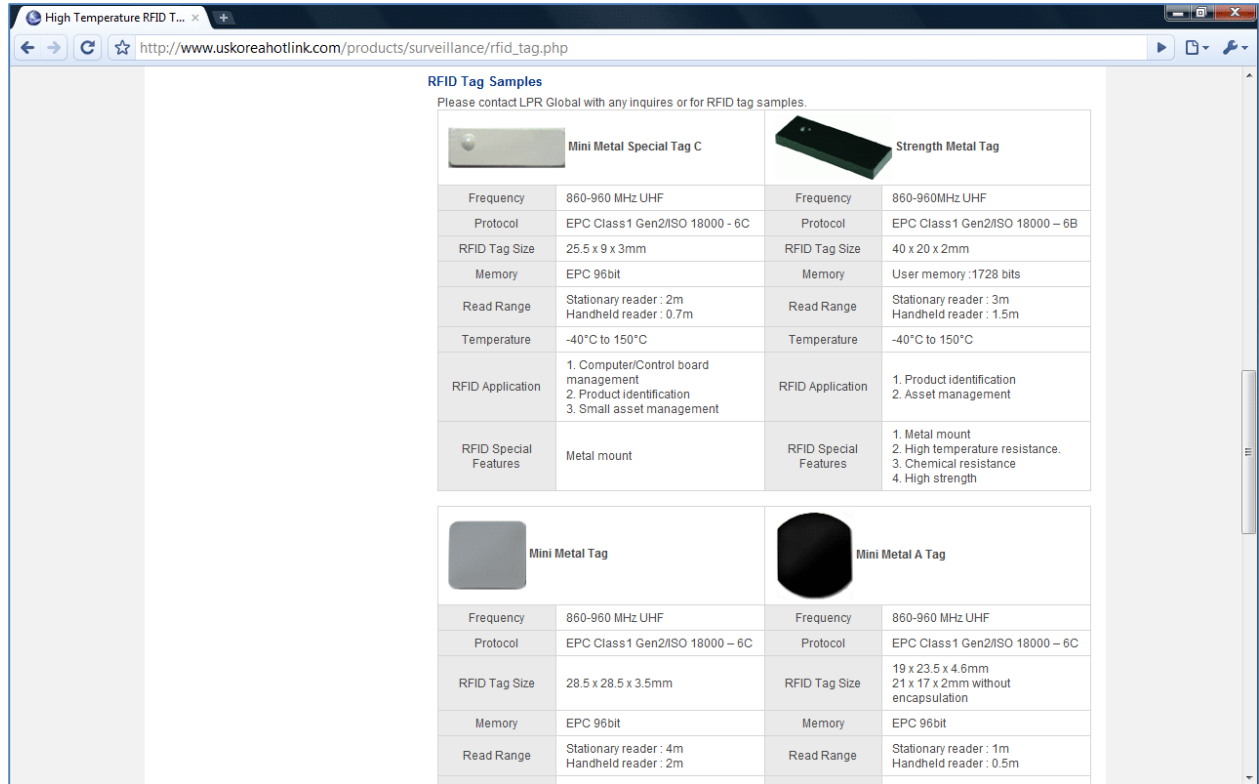 High Temperature RFID T...
http://www.uskoreahotlink.com/products/surveillance/rfid_tag.php
RFID Tag Samples
Please contact LPR Global with any inquires or for RFID tag samples.
Mini Metal Special Tag C
Strength Metal Tag
Frequency 860-960 MHz UHF Frequency 860-960MHz UHF
Protocol EPC Class1 Gen2/ISO 18000 - 6C Protocol EPC Class1 Gen2/ISO 18000 – 6B
RFID Tag Size 25.5 x 9 x 3mm RFID Tag Size 40 x 20 x 2mm
Memory EPC 96bit Memory User memory :1728 bits
Read Range
Stationary reader : 2m
Handheld reader : 0.7m
Read Range
Stationary reader : 3m
Handheld reader : 1.5m
Temperature -40°C to 150°C Temperature -40°C to 150°C
RFID Application
1. Computer/Control board
management
2. Product identification
3. Small asset management
RFID Application
1. Product identification
2. Asset management
RFID Special
Features
Metal mount
RFID Special
Features
1. Metal mount
2. High temperature resistance.
3. Chemical resistance
4. High strength
Mini Metal Tag
Mini Metal A Tag
Frequency 860-960 MHz UHF Frequency 860-960 MHz UHF
Protocol EPC Class1 Gen2/ISO 18000 – 6C Protocol EPC Class1 Gen2/ISO 18000 – 6C
RFID Tag Size
28.5 x 28.5 x 3.5mm
RFID Tag Size
19 x 23.5 x 4.6mm
21 x 17 x 2mm without
encapsulation
Memory EPC 96bit Memory EPC 96bit
Read Range
Stationary reader : 4m
Handheld reader : 2m
Read Range
Stationary reader : 1m
Handheld reader : 0.5m